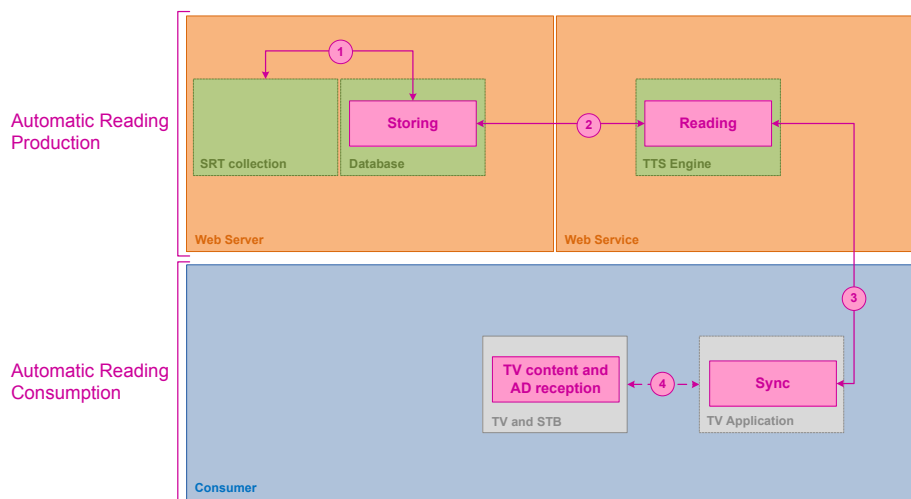 Automatic Reading
Production
1
Storing
2
Reading
SRT collection
Database
TTS Engine
Web Server
Web Service
3
Automatic Reading
Consumption
TV content and
AD reception
4
Sync
TV and STB
TV Application
Consumer